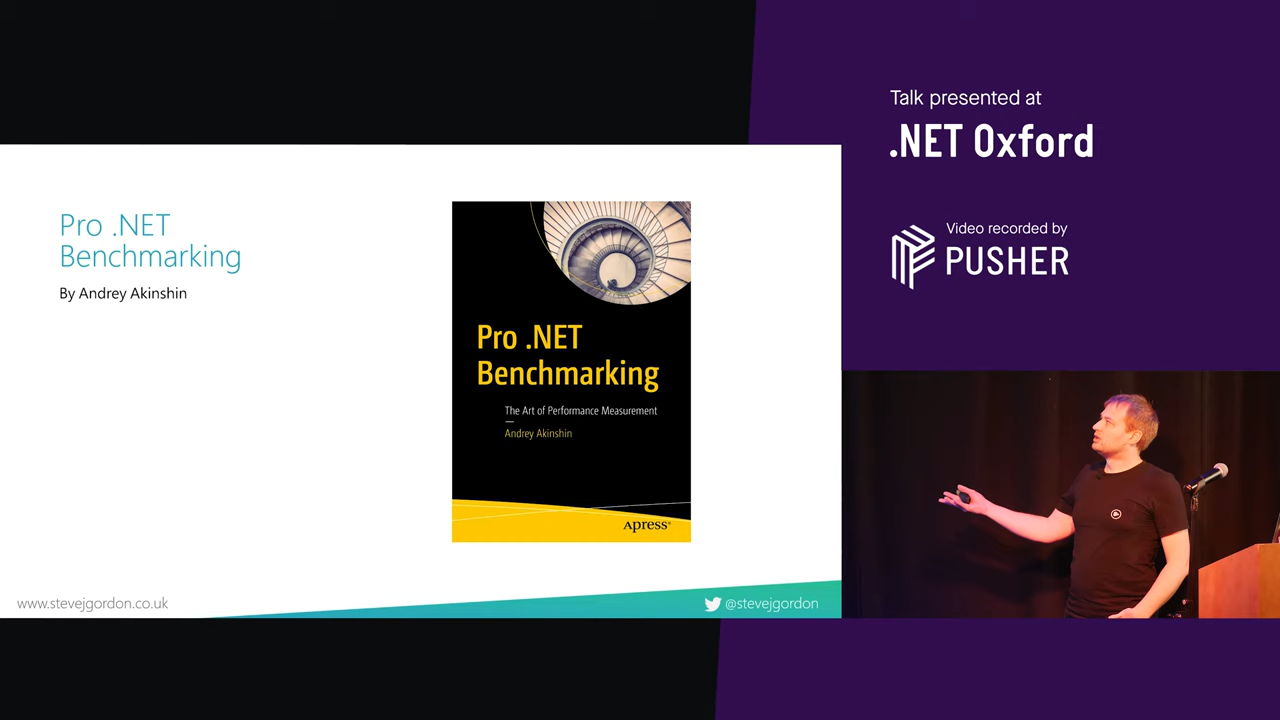 Talk presented at
.NET Oxford
Video recorded by
PUSHER
Pro .NET
Benchmarking
By Andrey Akinshin
Pro .NET
Benchmarking
The Art of Performance Measurement
Andrey Akinshin
Apress®
www.stevejgordon.co.uk
@stevejgordon